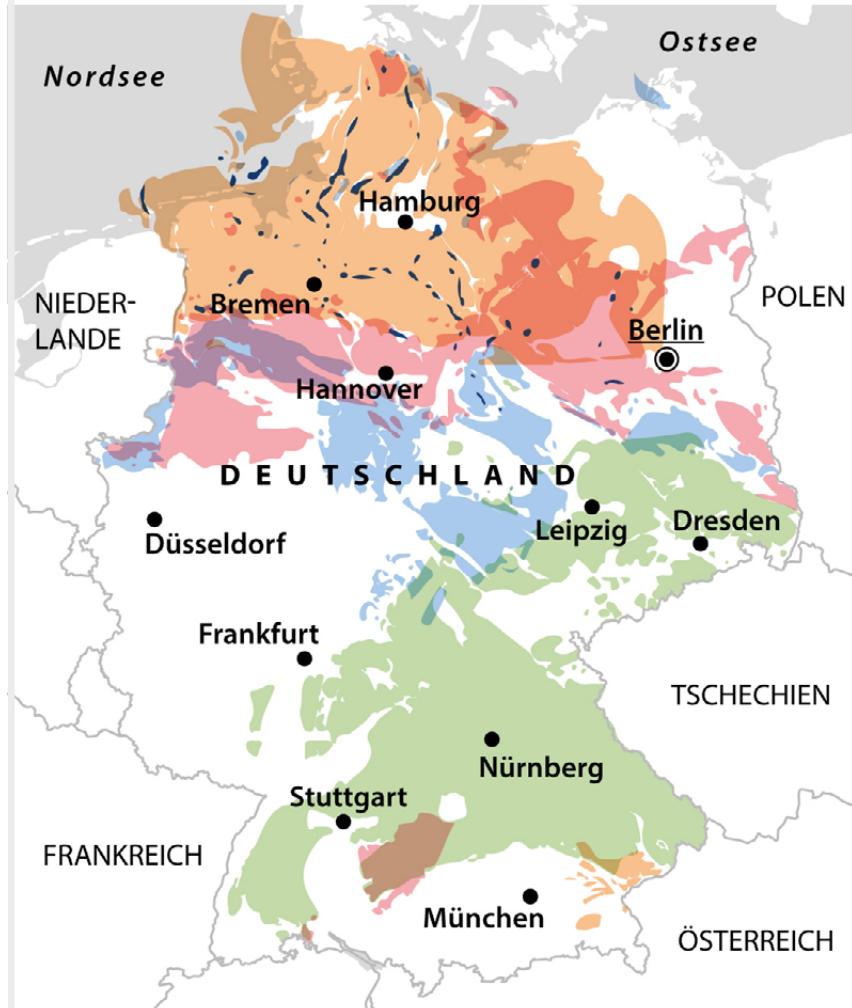 Nordsee
Ostsee
Hamburg
Bremen
NIEDER-
LANDE
POLEN
Berlin
Hannover
DEUTSCHLAND
Leipzig
Dresden
Düsseldorf
Frankfurt
TSCHECHIEN
Nürnberg
Stuttgart
FRANKREICH
München
ÖSTERREICH